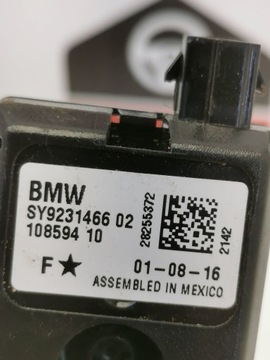 BMW
SY9231466 02
108594 10
28255372
2142
F★
01-08-16
ASSEMBLED IN MEXICO